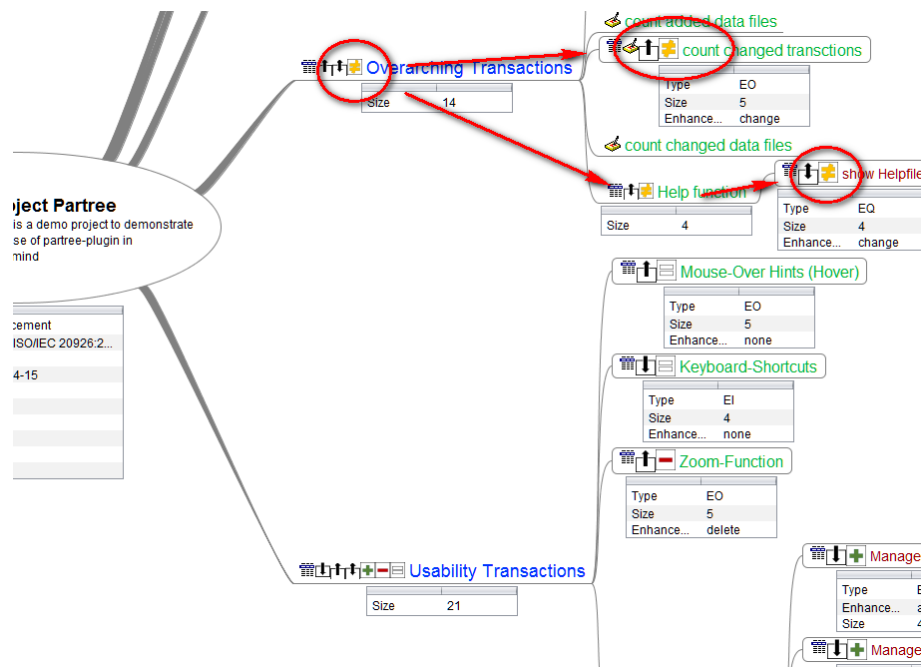 count added data files
count changed transctions
Type EO
Size 5
Enhance... change
Overarching Transactions
Size 14
count changed data files
Help function
Size 4
show Helpfile
Type EQ
Size 4
Enhance... change
ject Partree
is a demo project to demonstrate
se of partree-plugin in
mind
cement
ISO/IEC 20926:2...
4-15
Mouse-Over Hints (Hover)
Type EO
Size 5
Enhance... none
Keyboard-Shortcuts
Type EI
Size 4
Enhance... none
Zoom-Function
Type EO
Size 5
Enhance... delete
Usability Transactions
Size 21
Manage
Type
Enhance... a
Size 4
Manage